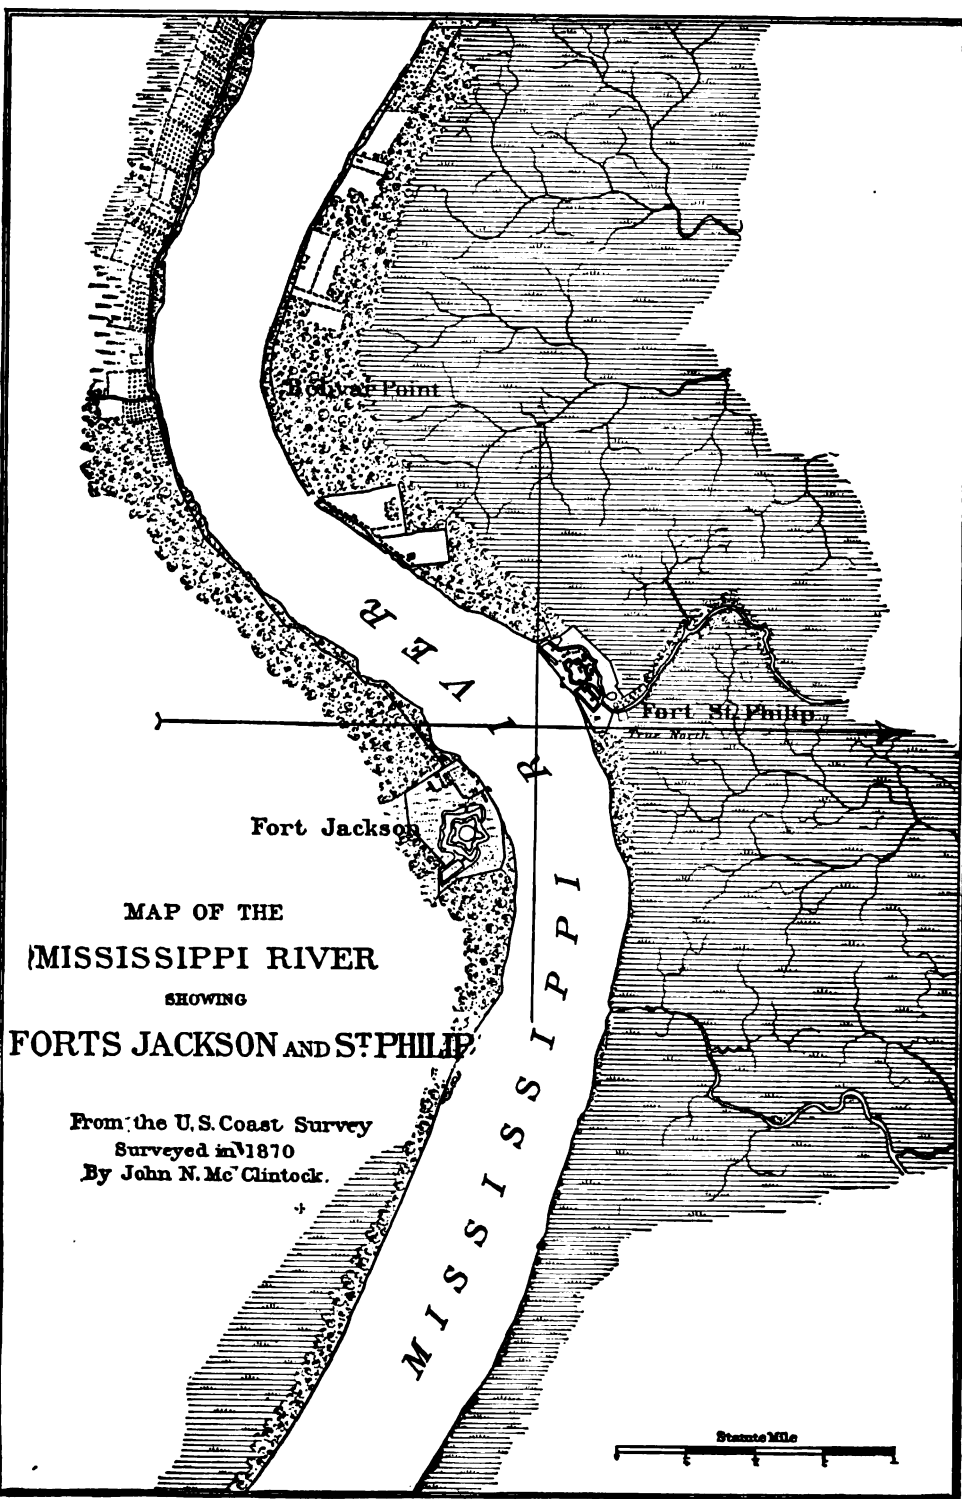 Bolivar Point
Fort St. Philip
True North
Fort Jackson
MISSISSIPPI RIVER
MAP OF THE
MISSISSIPPI RIVER
SHOWING
FORTS JACKSON AND ST. PHILIP.
From the U.S. Coast Survey
Surveyed in 1870
By John N. Mc Clintock.
Statute Mile